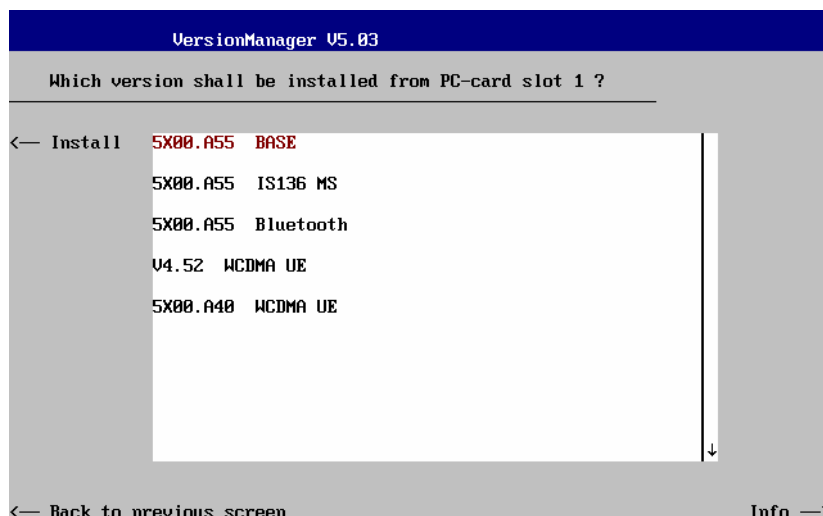 VersionManager V5.03
Which version shall be installed from PC-card slot 1 ?
<-- Install
5X00.A55 BASE
5X00.A55 IS136 MS
5X00.A55 Bluetooth
V4.52 WCDMA UE
5X00.A40 WCDMA UE
<-- Back to previous screen
Info --